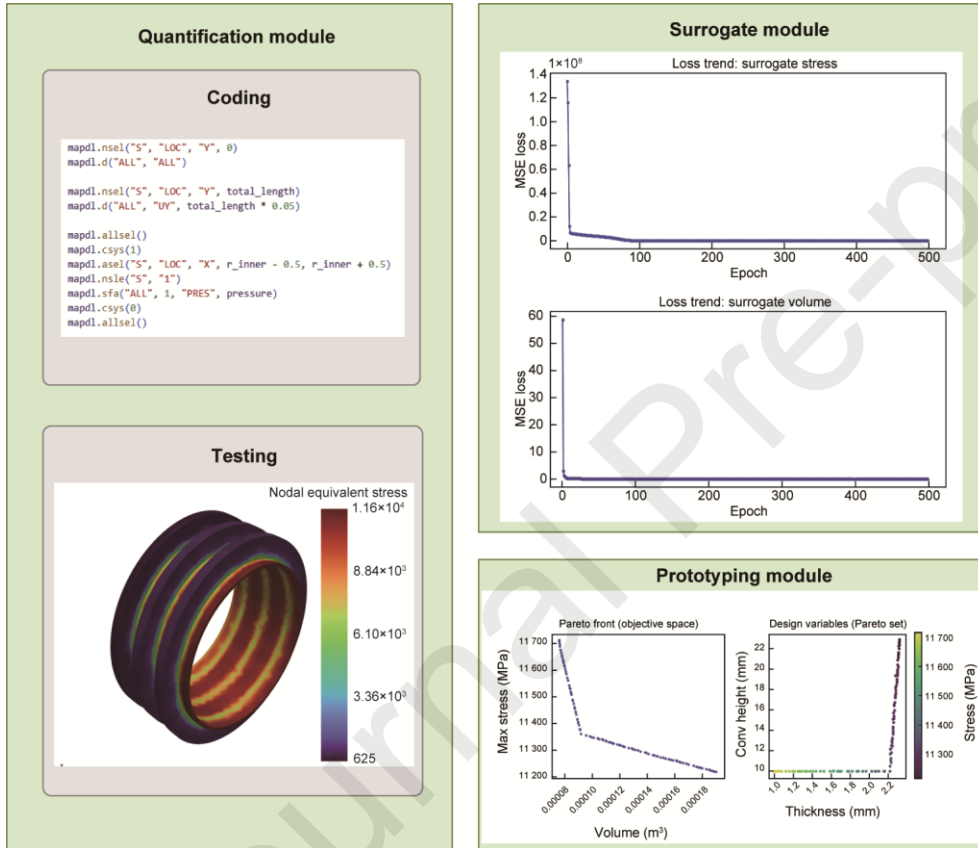 Quantification module
Coding
mapdl.nsel("S", "LOC", "Y", 0)
mapdl.d("ALL", "ALL")
mapdl.nsel("S", "LOC", "Y", total_length)
mapdl.d("ALL", "UY", total_length * 0.05)
mapdl.allsel()
mapdl.csys(1)
mapdl.asel("S", "LOC", "X", r_inner - 0.5, r_inner + 0.5)
mapdl.nsle("S", "1")
mapdl.sfa("ALL", 1, "PRES", pressure)
mapdl.csys(0)
mapdl.allsel()
Testing
Nodal equivalent stress
1.16×10⁴
8.84×10³
6.10×10³
3.36×10³
625
Surrogate module
1×10⁸
Loss trend: surrogate stress
1.4
1.2
1.0
0.8
0.6
0.4
0.2
0
MSE loss
0 100 200 300 400 500
Epoch
Loss trend: surrogate volume
60
50
40
30
20
10
0
MSE loss
0 100 200 300 400 500
Epoch
Prototyping module
Pareto front (objective space)
11 700
11 600
11 500
11 400
11 300
11 200
Max stress (MPa)
0.00008 0.00010 0.00012 0.00014 0.00016 0.00018
Volume (m³)
Design variables (Pareto set)
22
20
18
16
14
12
10
Conv height (mm)
1.0 1.2 1.4 1.6 1.8 2.0 2.2
Thickness (mm)
11 700
11 600
11 500
11 400
11 300
Stress (MPa)
Journal Pre-pr